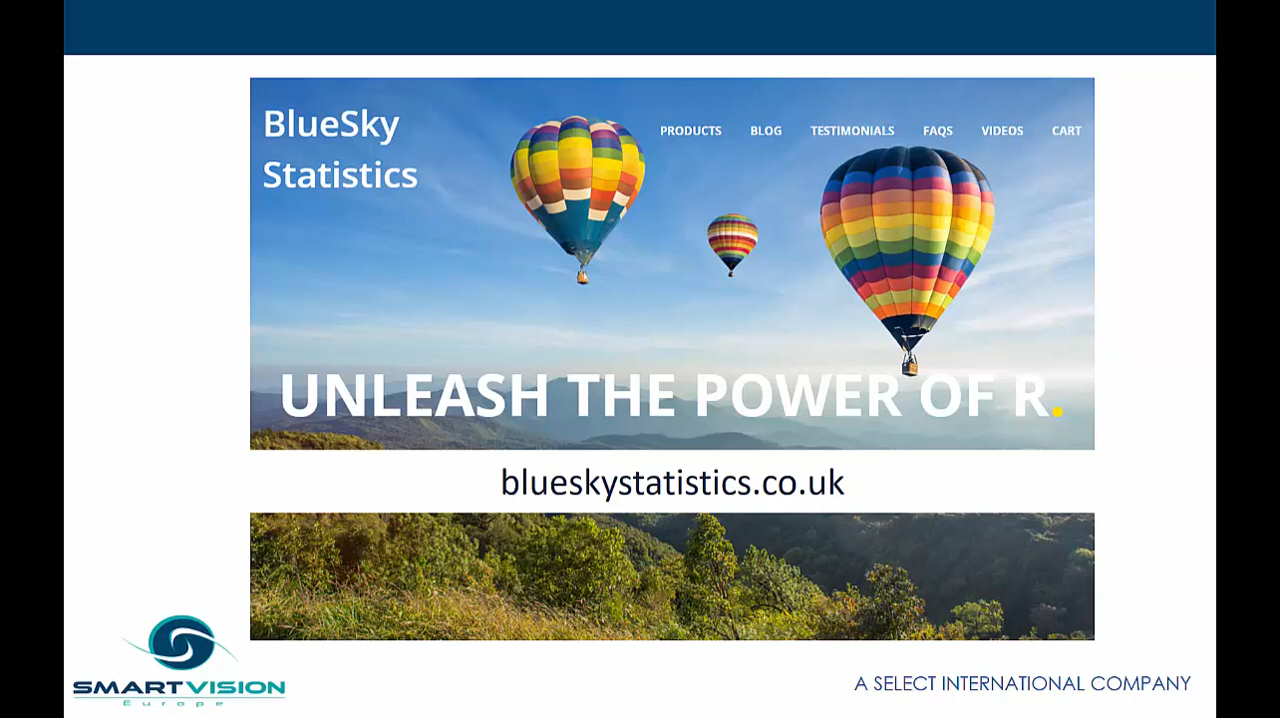 BlueSky
Statistics
PRODUCTS BLOG TESTIMONIALS FAQS VIDEOS CART
UNLEASH THE POWER OF R.
blueskystatistics.co.uk
SMARTVISION
Europe
A SELECT INTERNATIONAL COMPANY